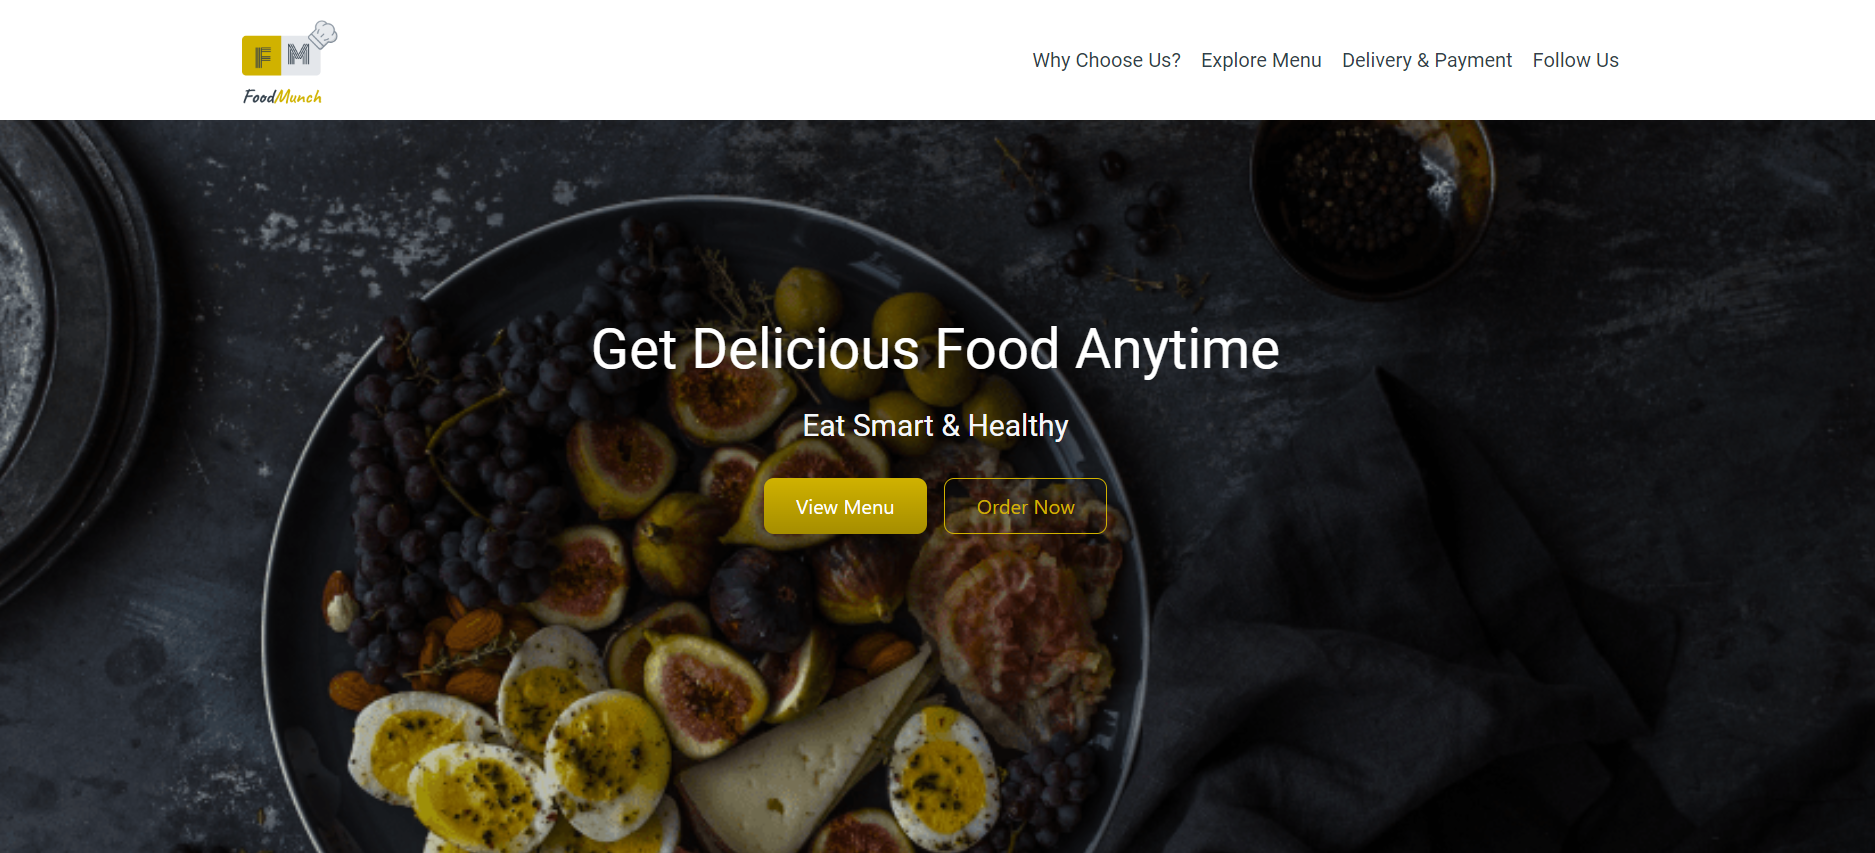 F M
FoodMunch
Why Choose Us? Explore Menu Delivery & Payment Follow Us
Get Delicious Food Anytime
Eat Smart & Healthy
View Menu Order Now